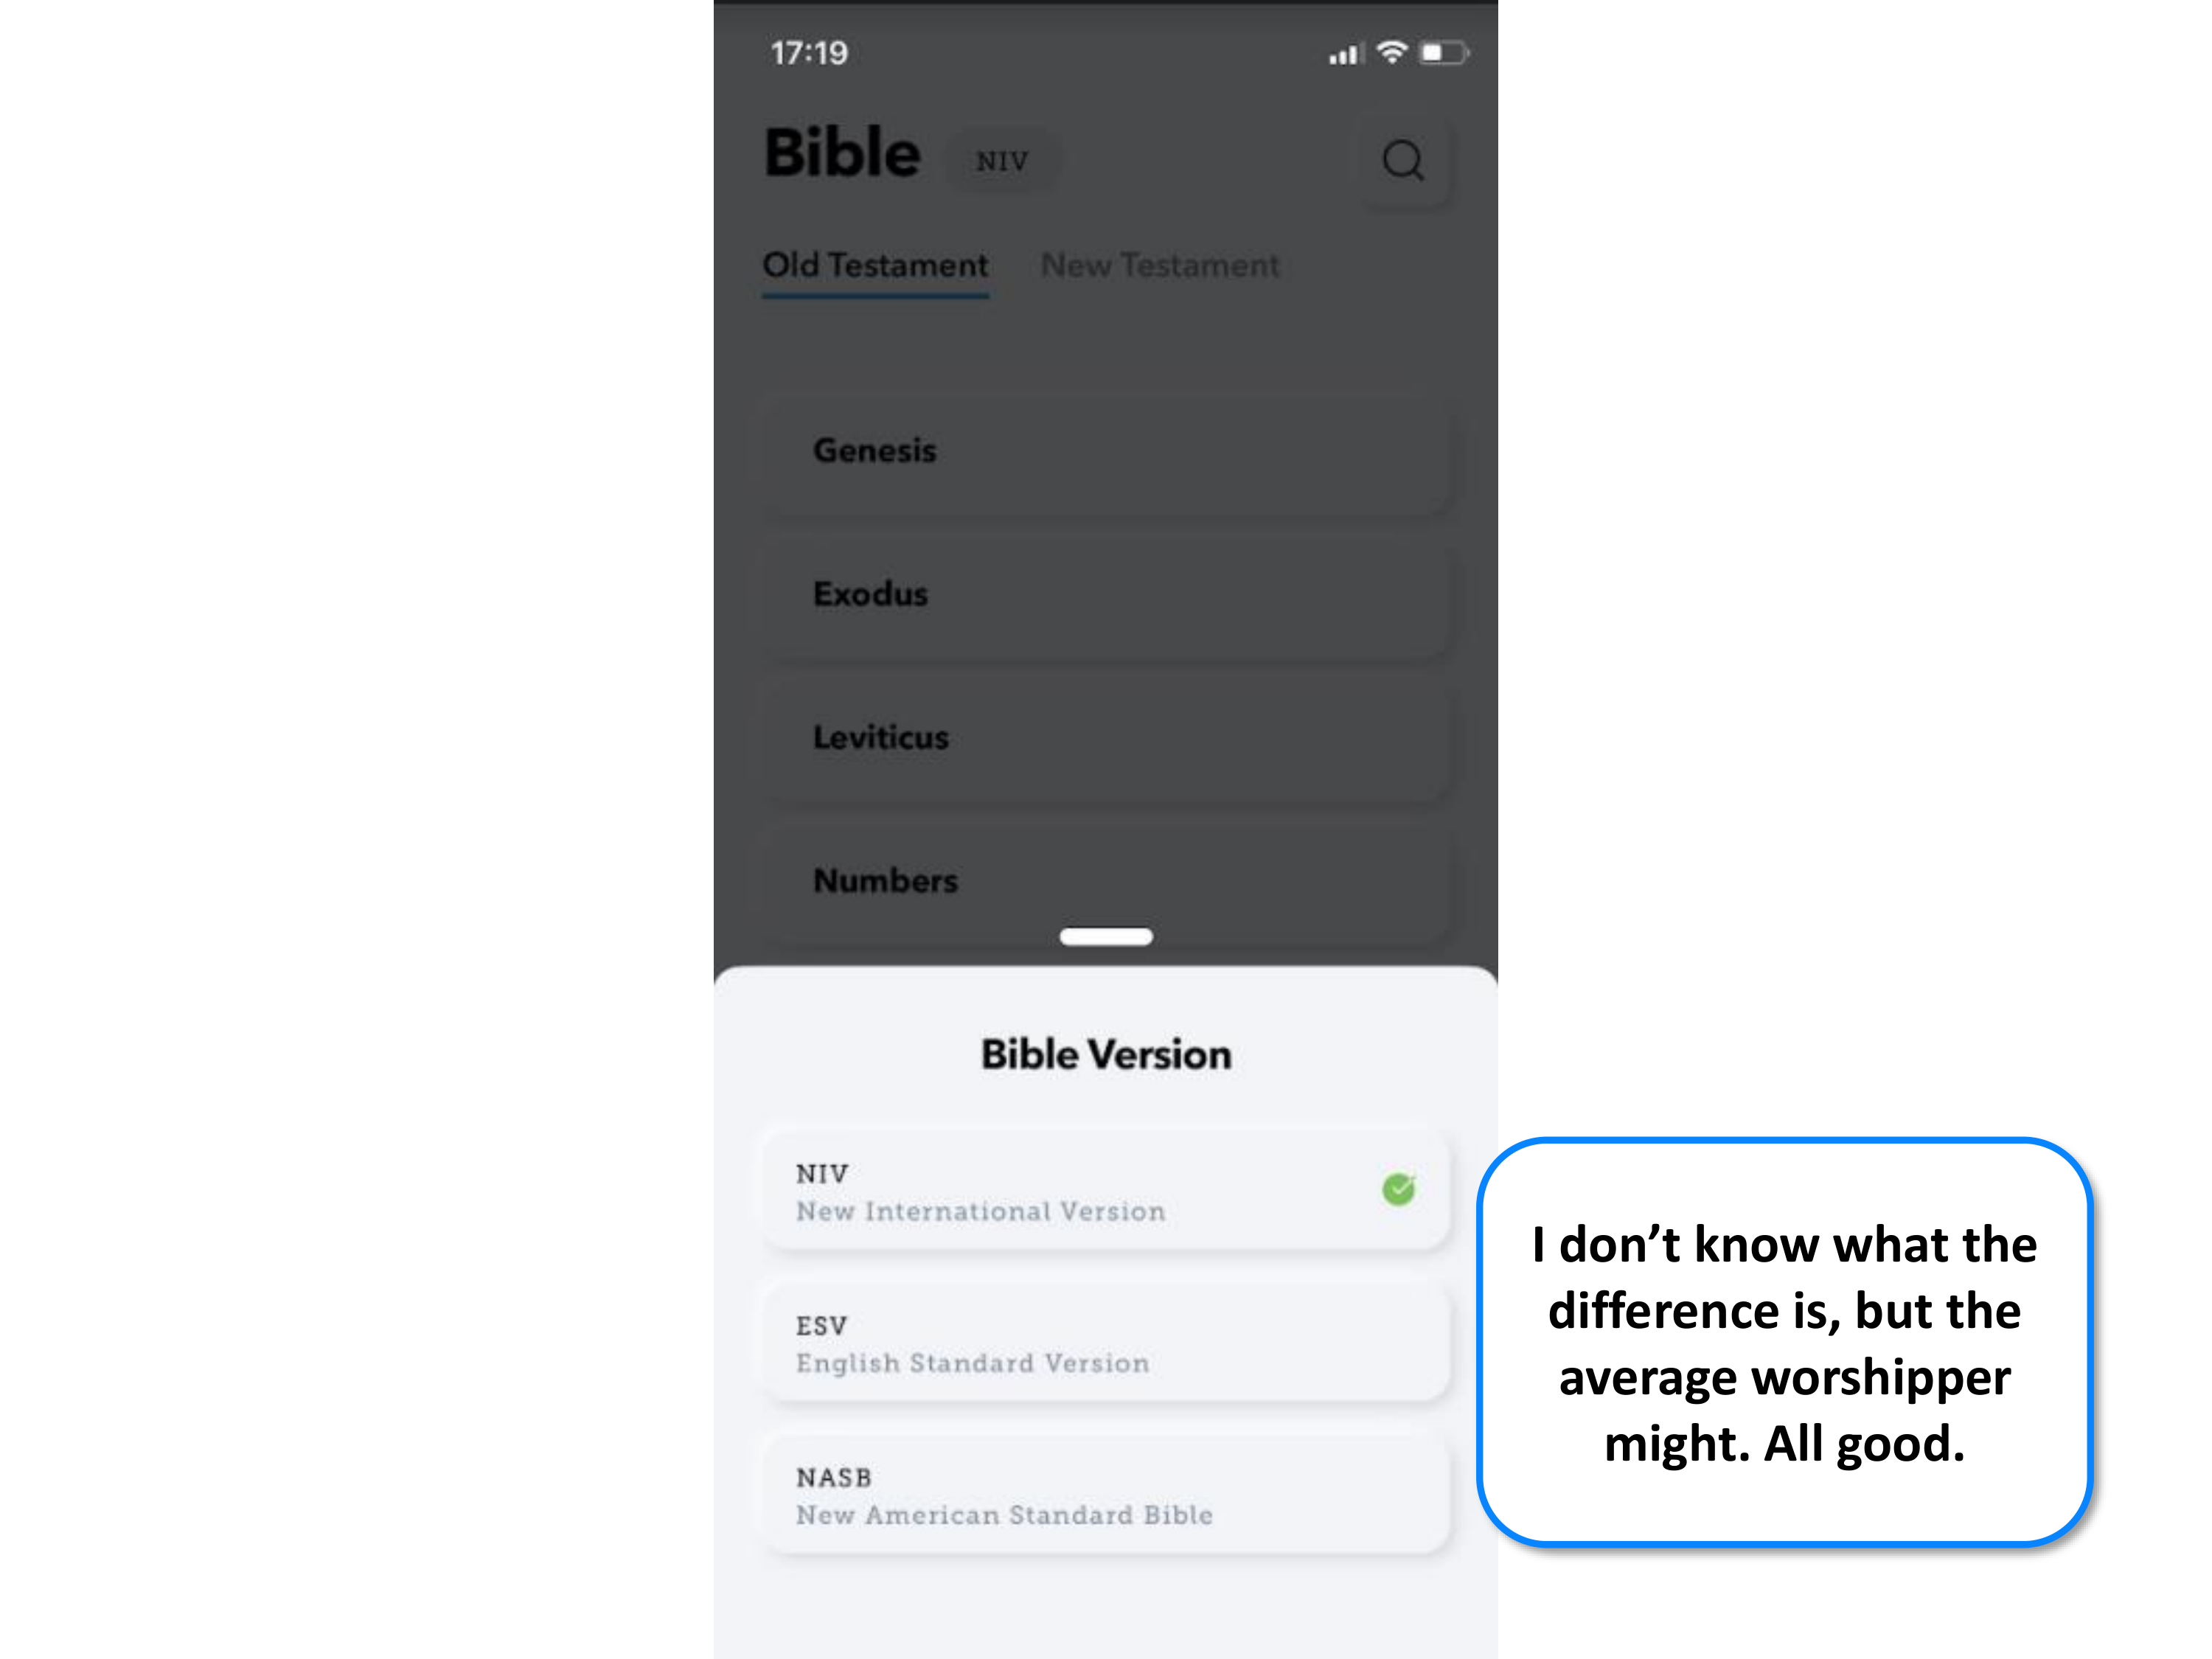 17:19
Bible NIV
Old Testament New Testament
Genesis
Exodus
Leviticus
Numbers
Bible Version
NIV
New International Version
ESV
English Standard Version
NASB
New American Standard Bible
I don’t know what the
difference is, but the
average worshipper
might. All good.